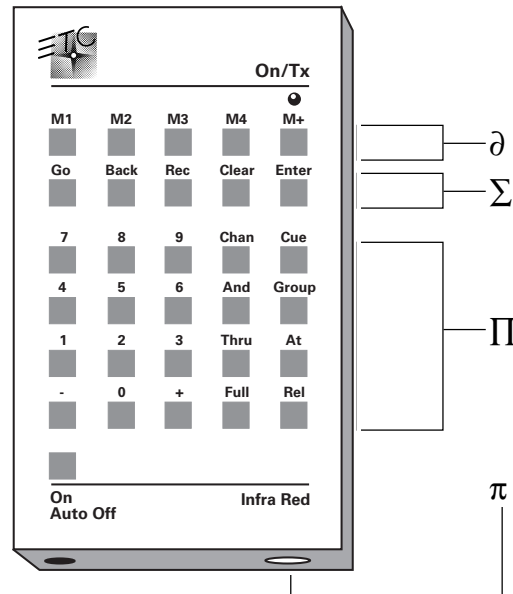 ETC
On/Tx
M1 M2 M3 M4 M+
Go Back Rec Clear Enter
7 8 9 Chan Cue
4 5 6 And Group
1 2 3 Thru At
- 0 + Full Rel
On
Auto Off
Infra Red
∂
Σ
Π
π